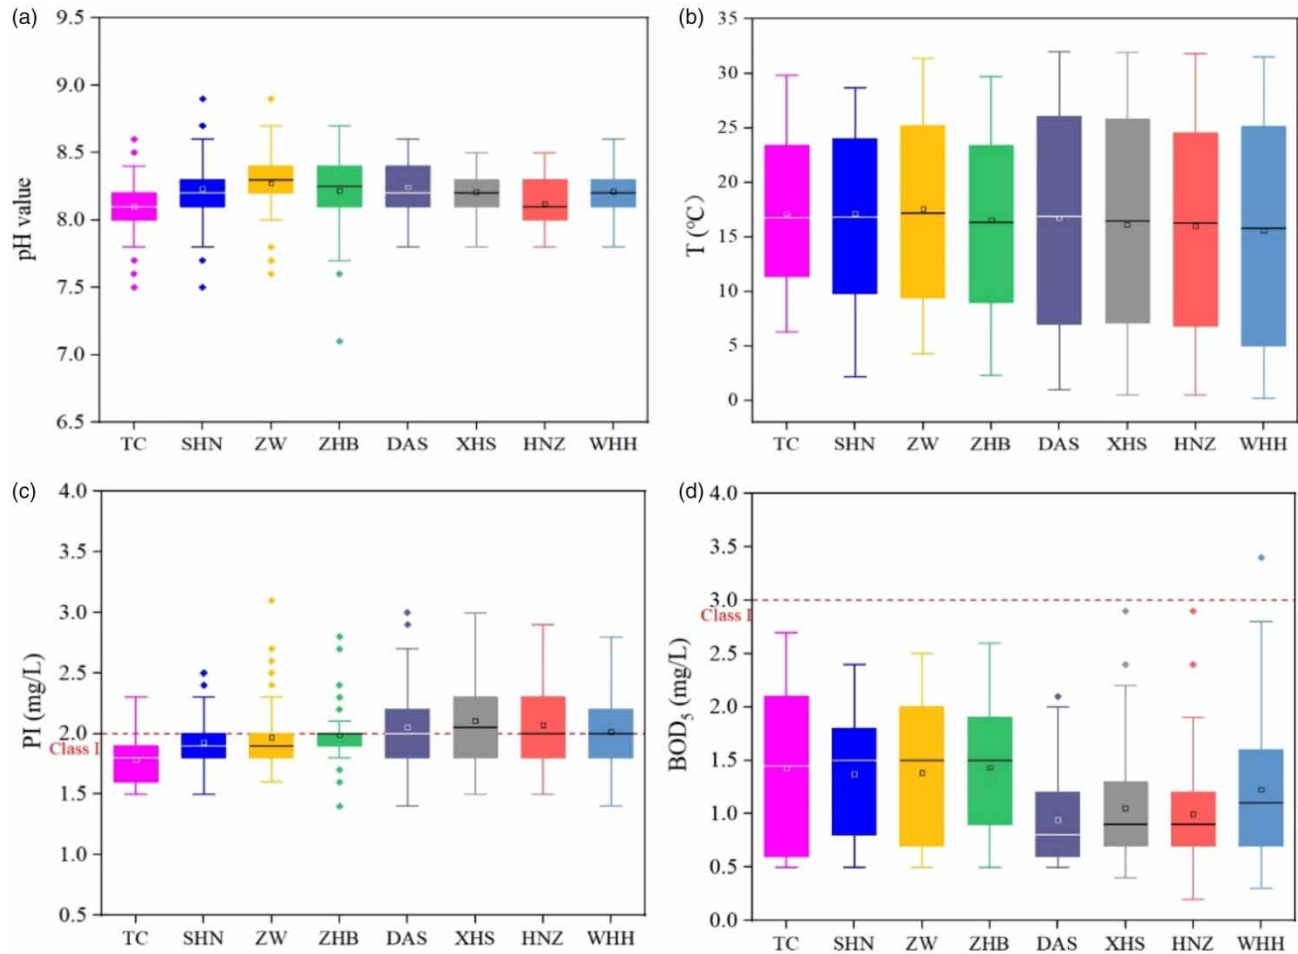 (a)
9.5
9.0
8.5
8.0
7.5
7.0
6.5
pH value
TC SHN ZW ZHB DAS XHS HNZ WHH
(b)
35
30
25
20
15
10
5
0
T (°C)
TC SHN ZW ZHB DAS XHS HNZ WHH
(c)
4.0
3.5
3.0
2.5
2.0
Class I
1.5
1.0
0.5
PI (mg/L)
TC SHN ZW ZHB DAS XHS HNZ WHH
(d)
4.0
3.5
3.0
Class I
2.5
2.0
1.5
1.0
0.5
0.0
BOD5 (mg/L)
TC SHN ZW ZHB DAS XHS HNZ WHH